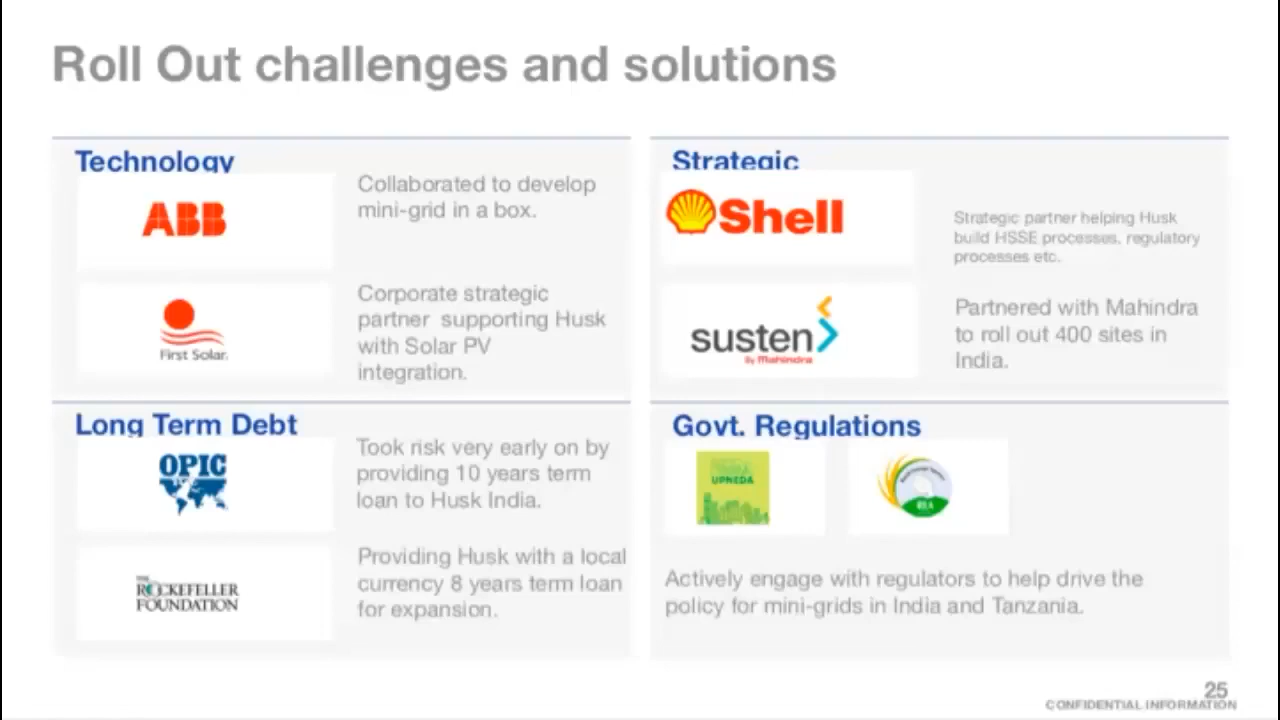 Roll Out challenges and solutions
Technology
ABB
Collaborated to develop
mini-grid in a box.
First Solar.
Corporate strategic
partner supporting Husk
with Solar PV
integration.
Strategic
Shell
Strategic partner helping Husk
build HSSE processes, regulatory
processes etc.
susten
By Mahindra
Partnered with Mahindra
to roll out 400 sites in
India.
Long Term Debt
OPIC
Took risk very early on by
providing 10 years term
loan to Husk India.
THE
ROCKEFELLER
FOUNDATION
Providing Husk with a local
currency 8 years term loan
for expansion.
Govt. Regulations
UPNEDA
REA
Actively engage with regulators to help drive the
policy for mini-grids in India and Tanzania.
25
CONFIDENTIAL INFORMATION